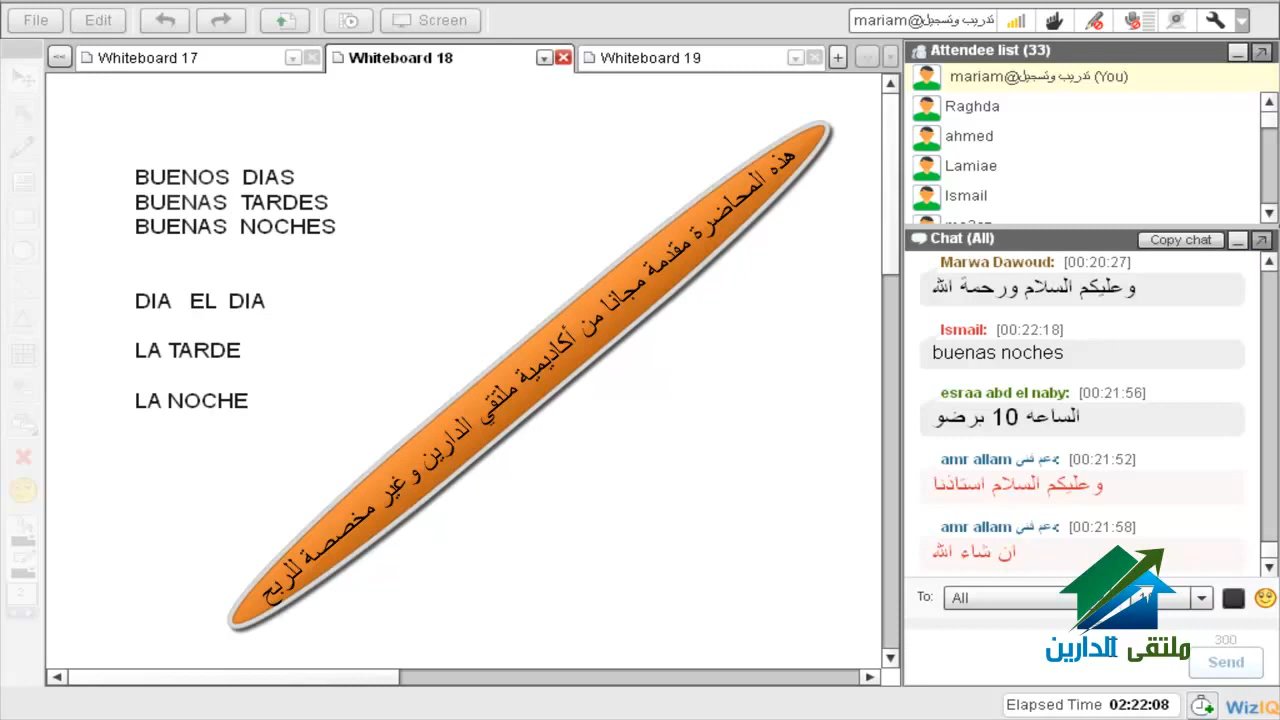 File Edit Screen
mariam@تدريب وتسجيل
<< Whiteboard 17 Whiteboard 18 Whiteboard 19 +
BUENOS DIAS
BUENAS TARDES
BUENAS NOCHES
DIA EL DIA
LA TARDE
LA NOCHE
هذه المحاضرة مقدمة مجانا من أكاديمية ملتقي الدارين و غير مخصصة للربح
Attendee list (33)
mariam@تدريب وتسجيل (You)
Raghda
ahmed
Lamiae
Ismail
Chat (All)
Copy chat
Marwa Dawoud: [00:20:27]
وعليكم السلام ورحمة الله
Ismail: [00:22:18]
buenas noches
esraa abd el naby: [00:21:56]
الساعه 10 برضو
amr allam دعم فنى: [00:21:52]
وعليكم السلام استاذنا
amr allam دعم فنى: [00:21:58]
ان شاء الله
To: All
300
Send
ملتقى الدارين
Elapsed Time 02:22:08
WizIQ